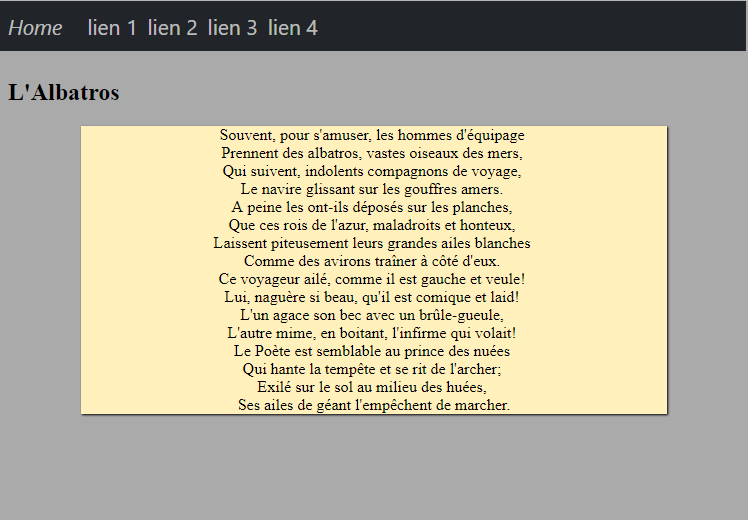 Home lien 1 lien 2 lien 3 lien 4
L'Albatros
Souvent, pour s'amuser, les hommes d'équipage
Prennent des albatros, vastes oiseaux des mers,
Qui suivent, indolents compagnons de voyage,
Le navire glissant sur les gouffres amers.
A peine les ont-ils déposés sur les planches,
Que ces rois de l'azur, maladroits et honteux,
Laissent piteusement leurs grandes ailes blanches
Comme des avirons traîner à côté d'eux.
Ce voyageur ailé, comme il est gauche et veule!
Lui, naguère si beau, qu'il est comique et laid!
L'un agace son bec avec un brûle-gueule,
L'autre mime, en boitant, l'infirme qui volait!
Le Poète est semblable au prince des nuées
Qui hante la tempête et se rit de l'archer;
Exilé sur le sol au milieu des huées,
Ses ailes de géant l'empêchent de marcher.